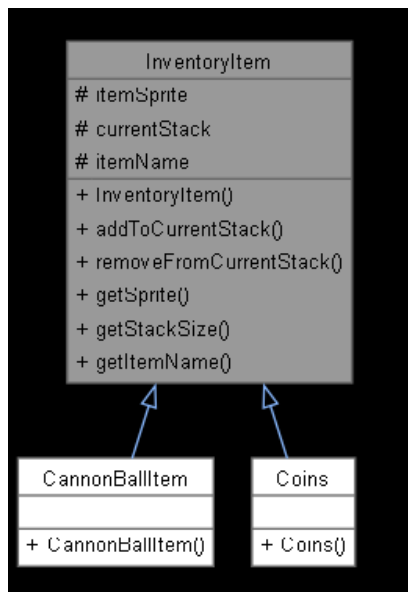 InventoryItem
# itemSprite
# currentStack
# itemName
+ InventoryItem()
+ addToCurrentStack()
+ removeFromCurrentStack()
+ getSprite()
+ getStackSize()
+ getItemName()
CannonBallItem
+ CannonBallItem()
Coins
+ Coins()